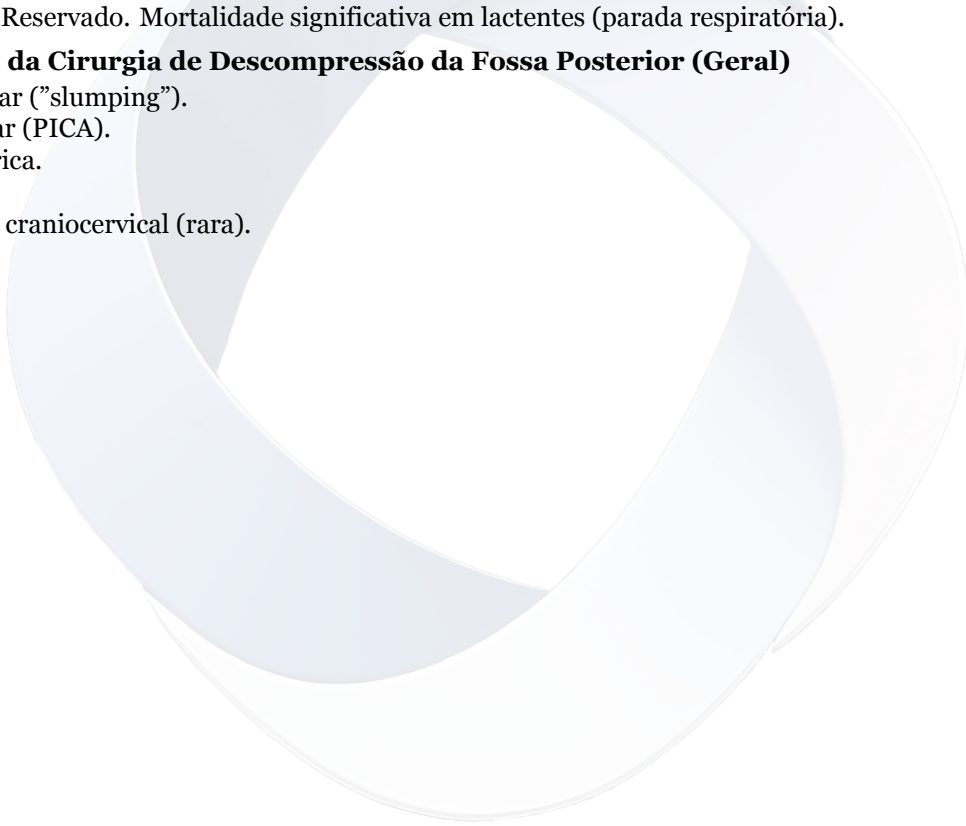 Reservado. Mortalidade significativa em lactentes (parada respiratória).
da Cirurgia de Descompressão da Fossa Posterior (Geral)
ar (”slumping”).
ar (PICA).
ica.
craniocervical (rara).